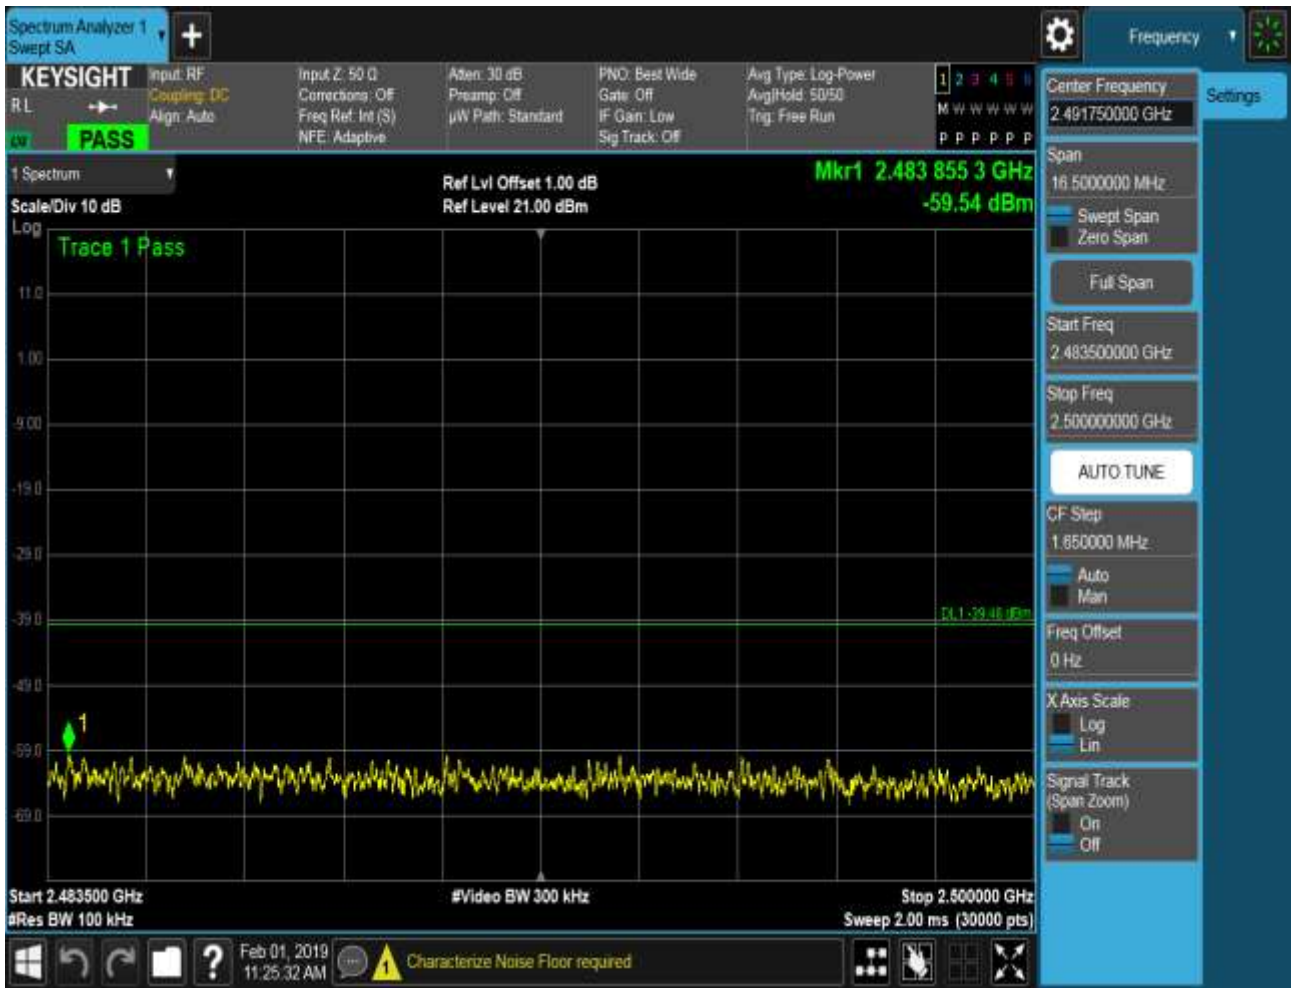 Spectrum Analyzer 1
Swept SA
Frequency
KEYSIGHT
R L
PASS
Input: RF
Coupling: DC
Align: Auto
Input Z: 50 Ω
Corrections: Off
Freq Ref: Int (S)
NFE: Adaptive
Atten: 30 dB
Preamp: Off
µW Path: Standard
PNO: Best Wide
Gate: Off
IF Gain: Low
Sig Track: Off
Avg Type: Log-Power
Avg|Hold: 50/50
Trig: Free Run
1 2 3 4 5 6
M W W W W W
P P P P P P
1 Spectrum
Scale/Div 10 dB
Ref Lvl Offset 1.00 dB
Ref Level 21.00 dBm
Mkr1 2.483 855 3 GHz
-59.54 dBm
Log
Trace 1 Pass
11.0
1.00
-9.00
-19.0
-29.0
-39.0
DL1 -39.46 dBm
-49.0
1
-59.0
-69.0
Start 2.483500 GHz
#Res BW 100 kHz
#Video BW 300 kHz
Stop 2.500000 GHz
Sweep 2.00 ms (30000 pts)
Center Frequency
2.491750000 GHz
Settings
Span
16.5000000 MHz
Swept Span
Zero Span
Full Span
Start Freq
2.483500000 GHz
Stop Freq
2.500000000 GHz
AUTO TUNE
CF Step
1.650000 MHz
Auto
Man
Freq Offset
0 Hz
X Axis Scale
Log
Lin
Signal Track
(Span Zoom)
On
Off
?
Feb 01, 2019
11:25:32 AM
1
Characterize Noise Floor required